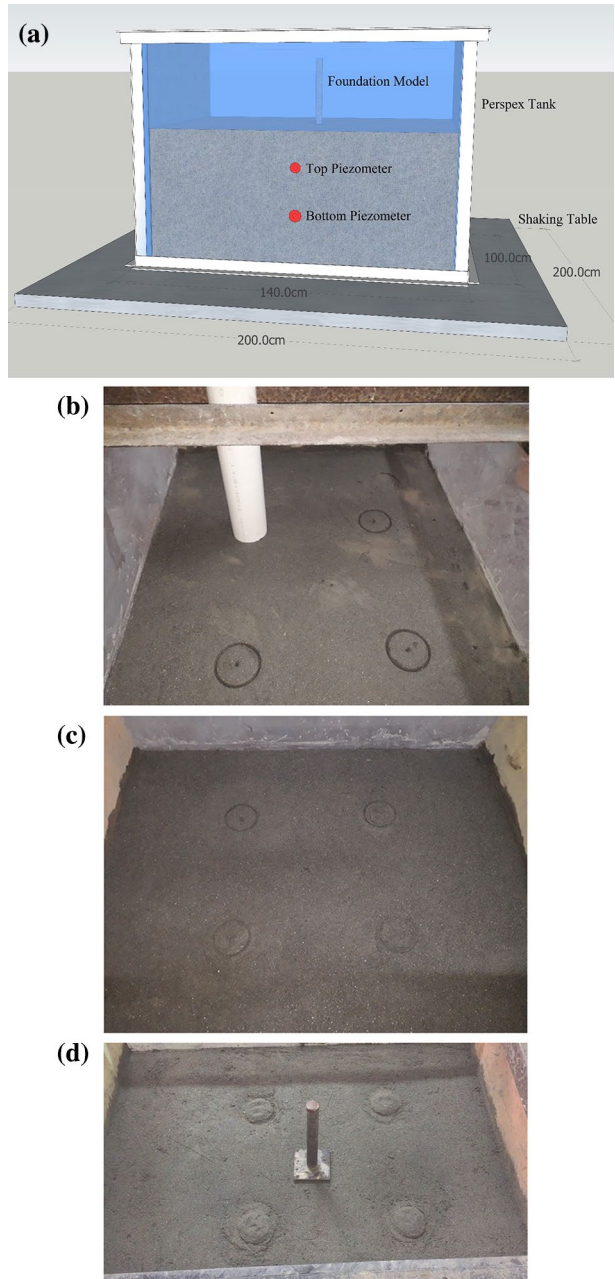 (a)
Foundation Model
Perspex Tank
Top Piezometer
Bottom Piezometer
Shaking Table
100.0cm
200.0cm
140.0cm
200.0cm
(b)
(c)
(d)